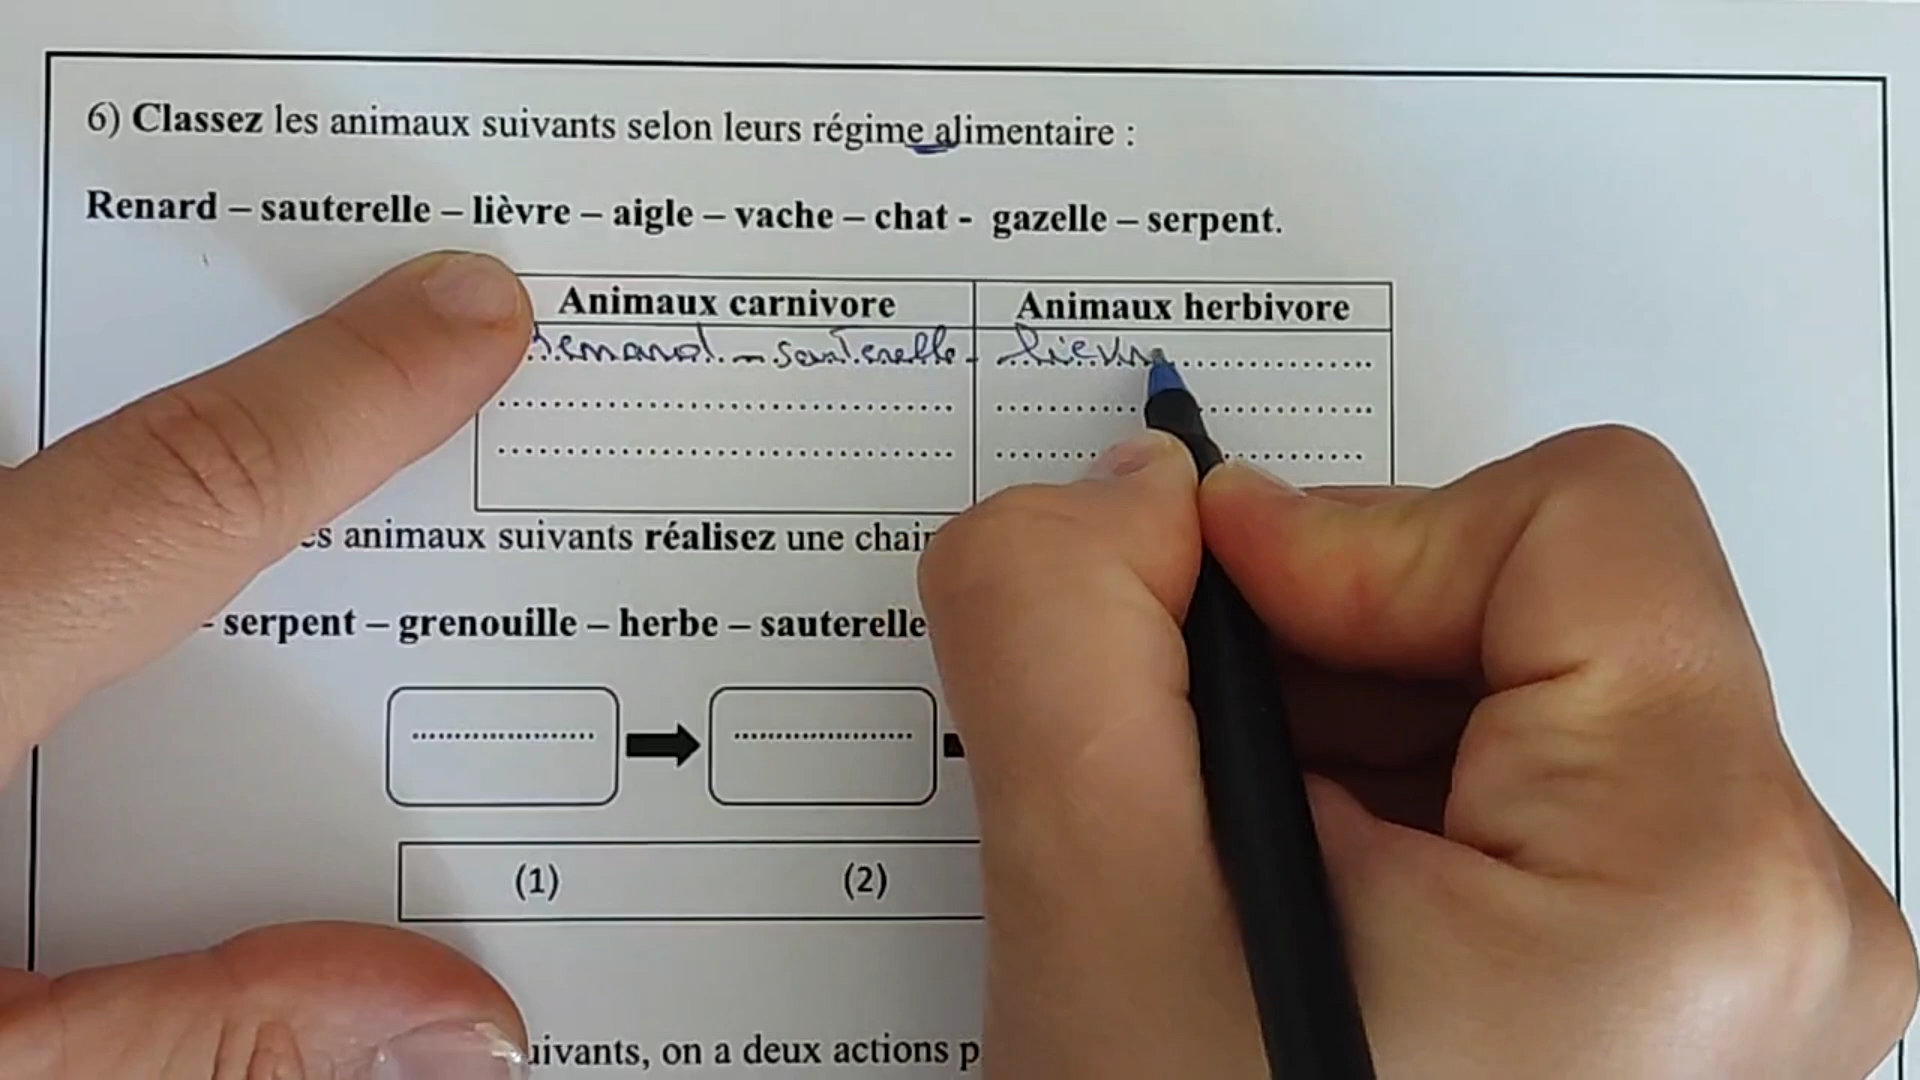 6) Classez les animaux suivants selon leurs régime alimentaire :
Renard – sauterelle – lièvre – aigle – vache – chat - gazelle – serpent.
Animaux carnivore
Animaux herbivore
Renard - sauterelle -
lièvr
es animaux suivants réalisez une chain
- serpent – grenouille – herbe – sauterelle
(1) (2)
uivants, on a deux actions p